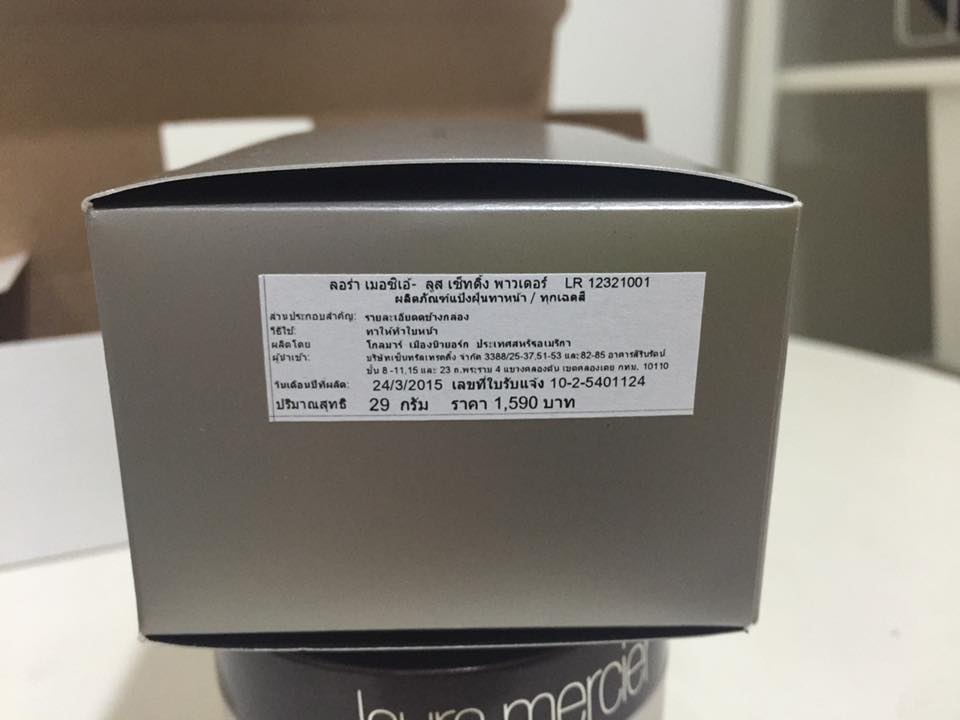 ลอร่า เมอซิเอ้- ลูส เซ็ทติ้ง พาวเดอร์ LR 12321001
ผลิตภัณฑ์แป้งฝุ่นทาหน้า / ทุกเฉดสี
ส่วนประกอบสำคัญ: รายละเอียดดูข้างกล่อง
วิธีใช้: ทาให้ทั่วใบหน้า
ผลิตโดย โกลมาร์ เมืองนิวยอร์ก ประเทศสหรัฐอเมริกา
ผู้นำเข้า: บริษัทเซ็นทรัลเทรดดิ้ง จำกัด 3388/25-37,51-53 และ82-85 อาคารสิรินรัตน์
ชั้น 8 -11,15 และ 23 ถ.พระราม 4 แขวงคลองตัน เขตคลองเตย กทม. 10110
วันเดือนปีที่ผลิต: 24/3/2015 เลขที่ใบรับแจ้ง 10-2-5401124
ปริมาณสุทธิ 29 กรัม ราคา 1,590 บาท
laura mercier